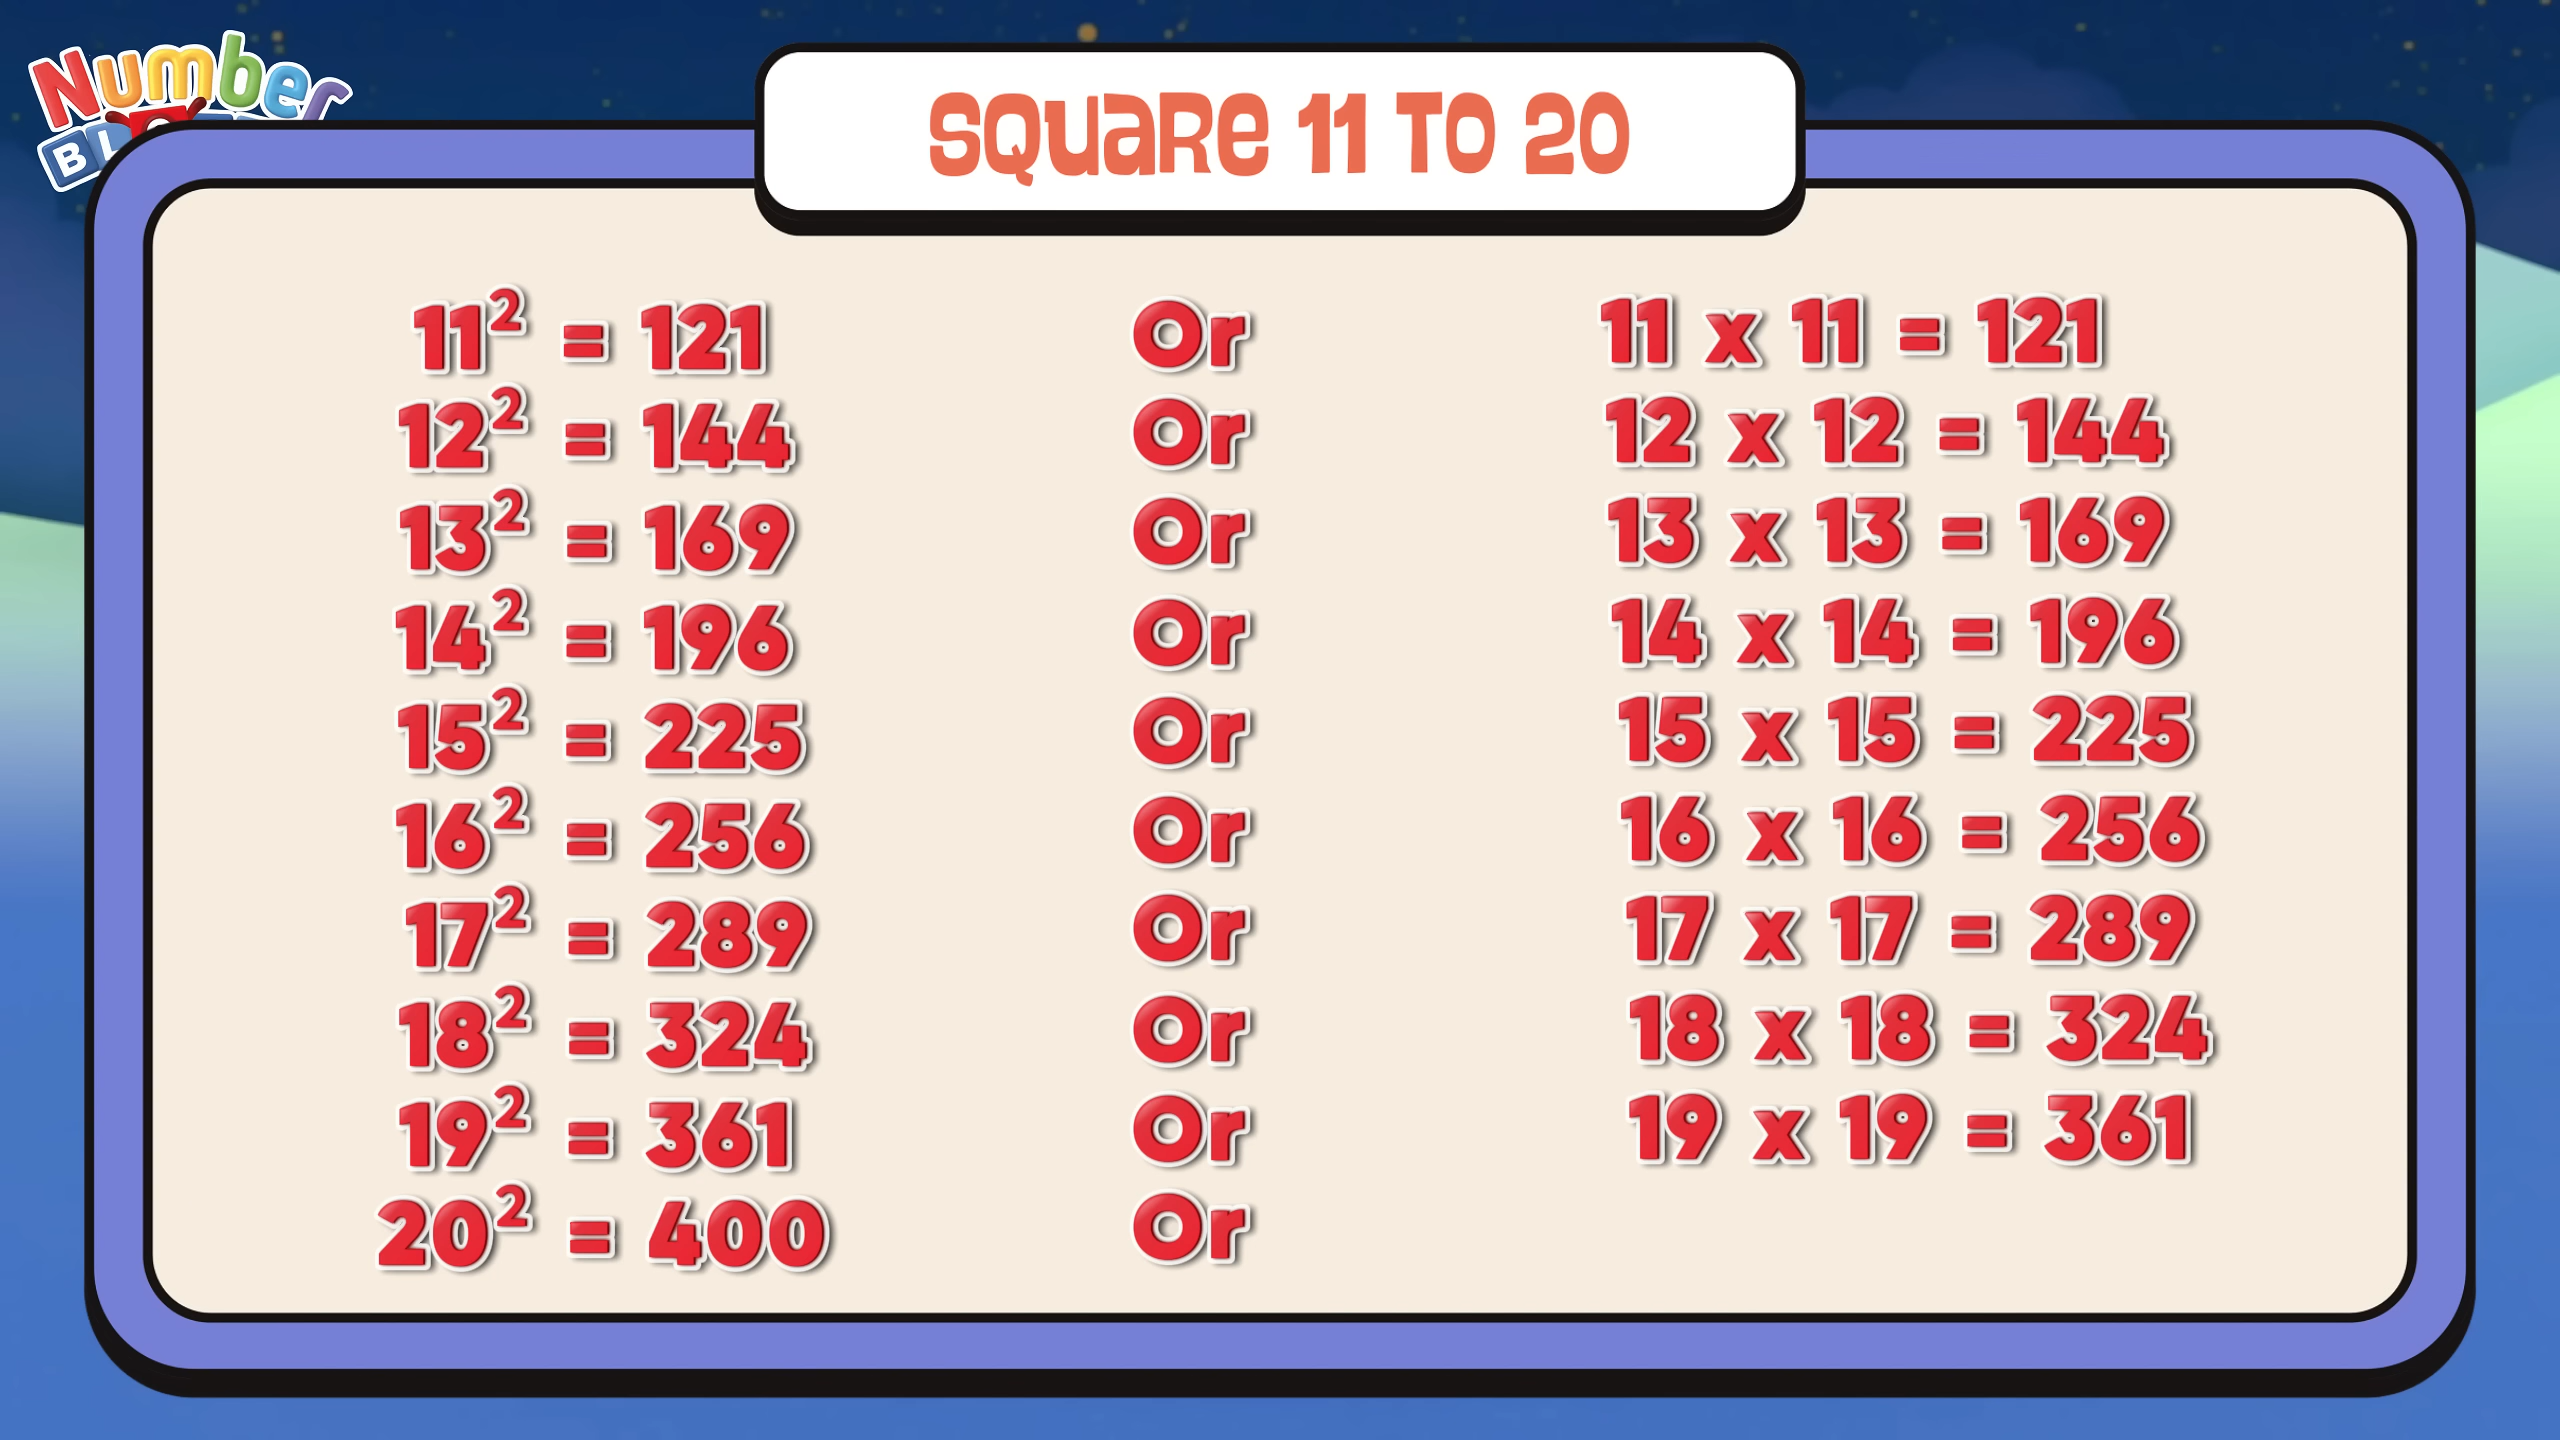 Number
BL
SQUARE 11 TO 20
11² = 121 Or 11 x 11 = 121
12² = 144 Or 12 x 12 = 144
13² = 169 Or 13 x 13 = 169
14² = 196 Or 14 x 14 = 196
15² = 225 Or 15 x 15 = 225
16² = 256 Or 16 x 16 = 256
17² = 289 Or 17 x 17 = 289
18² = 324 Or 18 x 18 = 324
19² = 361 Or 19 x 19 = 361
20² = 400 Or